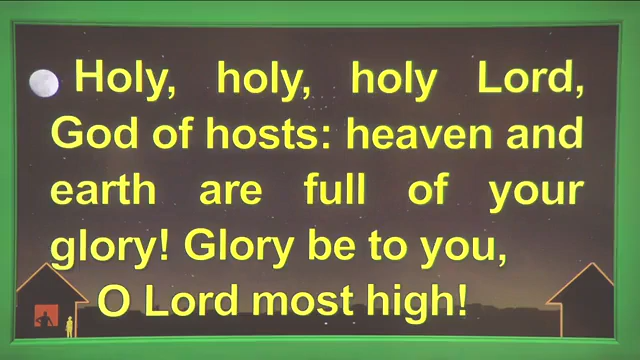 Holy, holy, holy Lord,
God of hosts: heaven and
earth are full of your
glory! Glory be to you,
O Lord most high!